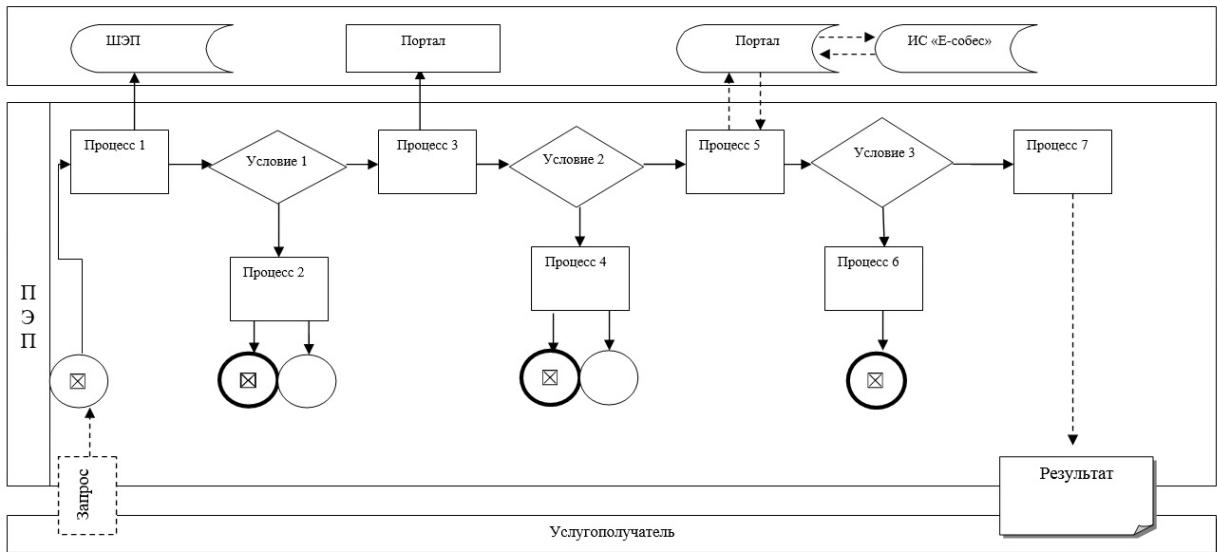 ШЭП
Портал
Портал
ИС «Е-собес»
Процесс 1
Условие 1
Процесс 3
Условие 2
Процесс 5
Условие 3
Процесс 7
Процесс 2
Процесс 4
Процесс 6
П
Э
П
Запрос
Результат
Услугополучатель